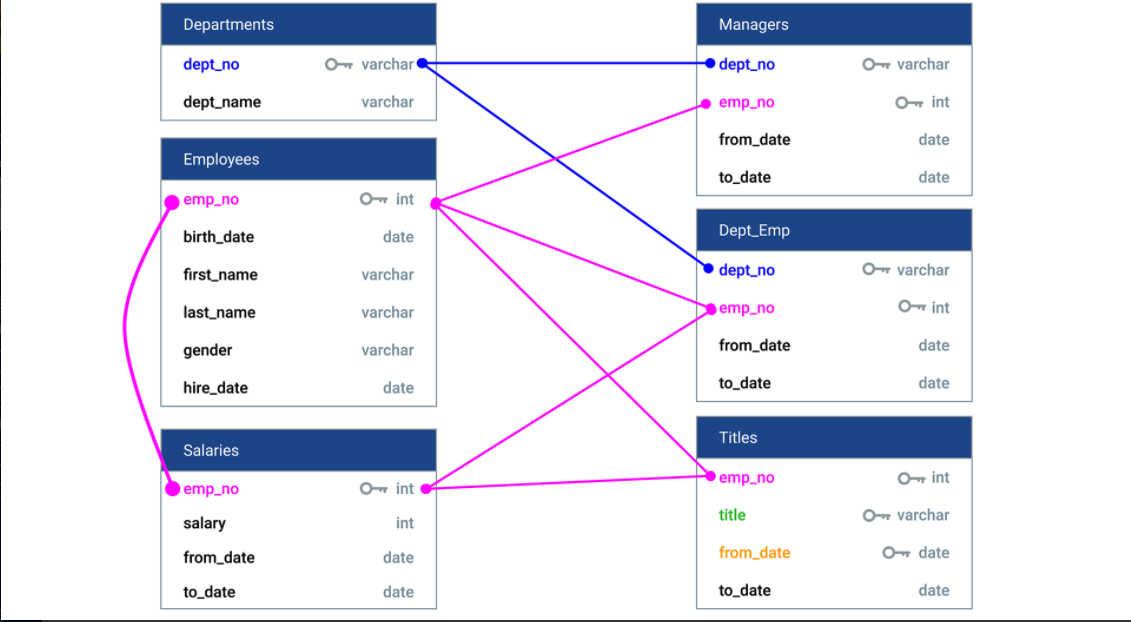 Departments
dept_no varchar
dept_name varchar
Employees
emp_no int
birth_date date
first_name varchar
last_name varchar
gender varchar
hire_date date
Salaries
emp_no int
salary int
from_date date
to_date date
Managers
dept_no varchar
emp_no int
from_date date
to_date date
Dept_Emp
dept_no varchar
emp_no int
from_date date
to_date date
Titles
emp_no int
title varchar
from_date date
to_date date